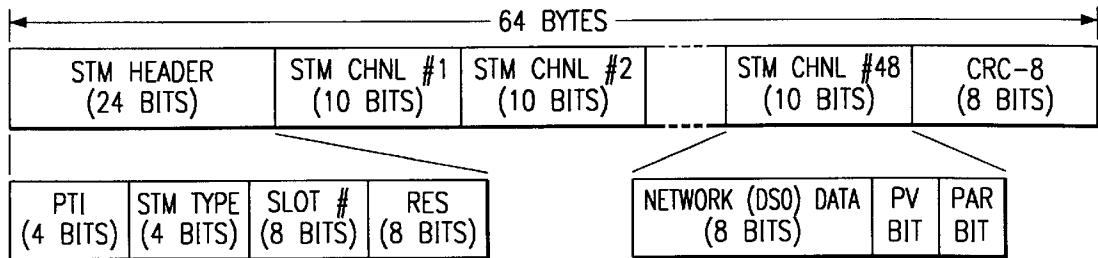 64 BYTES
STM HEADER
(24 BITS)
STM CHNL #1
(10 BITS)
STM CHNL #2
(10 BITS)
STM CHNL #48
(10 BITS)
CRC-8
(8 BITS)
PTI
(4 BITS)
STM TYPE
(4 BITS)
SLOT #
(8 BITS)
RES
(8 BITS)
NETWORK (DS0) DATA
(8 BITS)
PV
BIT
PAR
BIT